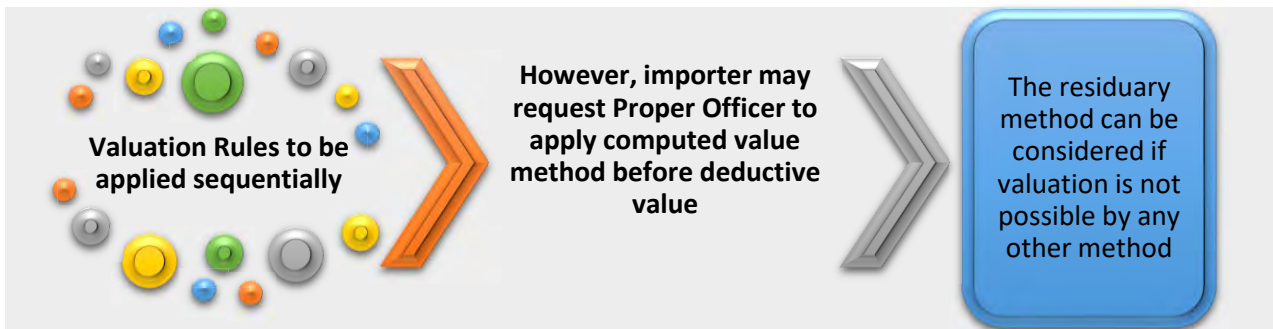 Valuation Rules to be
applied sequentially
However, importer may
request Proper Officer to
apply computed value
method before deductive
value
The residuary
method can be
considered if
valuation is not
possible by any
other method